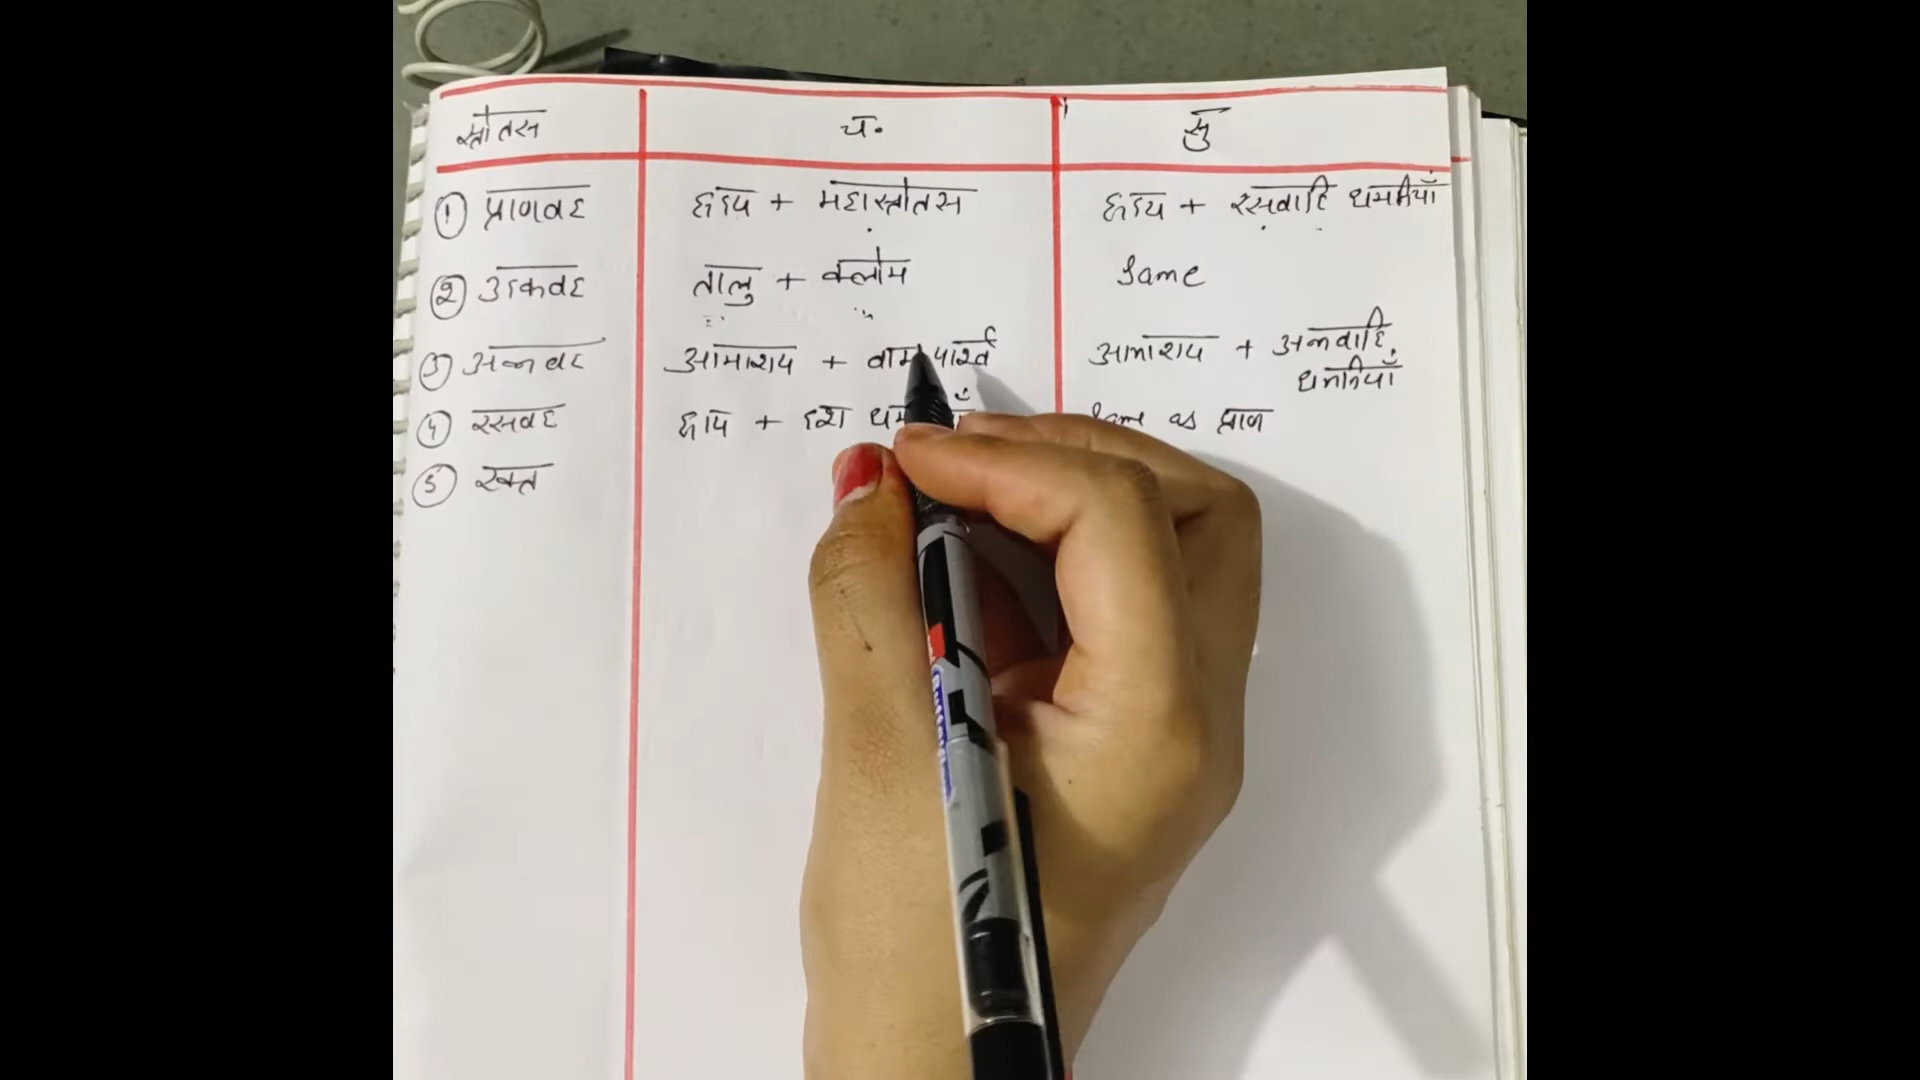 स्त्रोतस च. सु
① प्राणवह हृदय + महास्त्रोतस हृदय + रसवाहि धमनीयाँ
② उदकवह तालु + क्लोम Same
③ अन्नवह आमाशय + वामपार्श्व आमाशय + अन्नवाहि
धमनियाँ
④ रसवह हृदय + दश Same as प्राण
⑤ रक्त